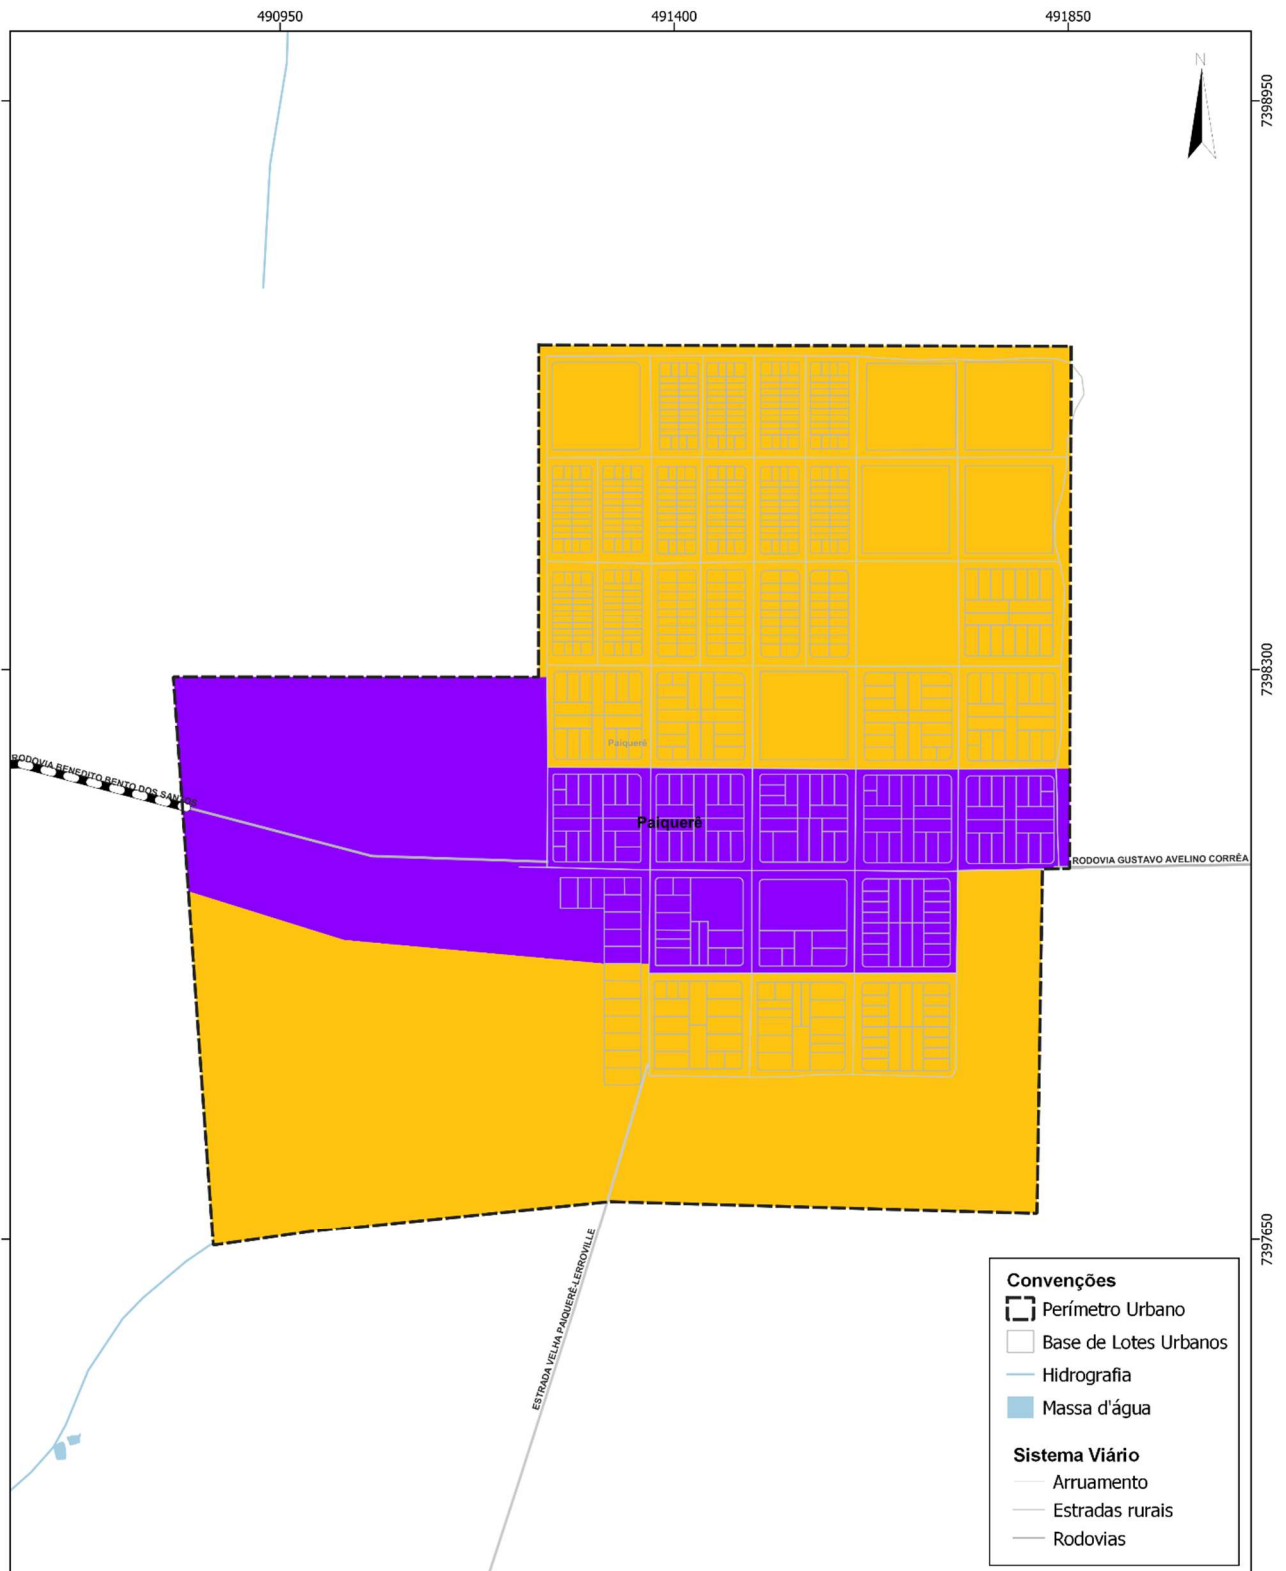 490950
491400
491850
N
7398950
7398300
Paiquerê
RODOVIA BENEDITO BENTO DOS SANTOS
Paiquerê
RODOVIA GUSTAVO AVELINO CORRÊA
7397650
ESTRADA VELHA PAIQUERÊ-LERROVILLE
Convenções
Perímetro Urbano
Base de Lotes Urbanos
Hidrografia
Massa d'água
Sistema Viário
Arruamento
Estradas rurais
Rodovias